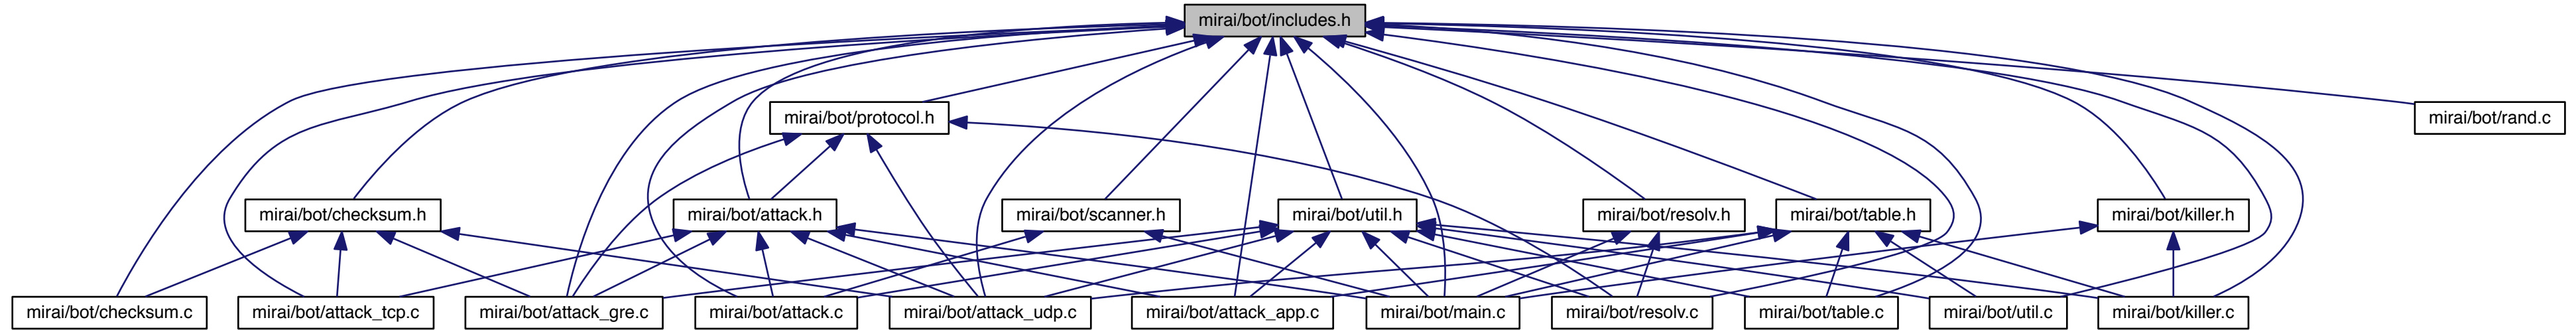 mirai/bot/includes.h
mirai/bot/protocol.h
mirai/bot/rand.c
mirai/bot/checksum.h
mirai/bot/attack.h
mirai/bot/scanner.h
mirai/bot/util.h
mirai/bot/resolv.h
mirai/bot/table.h
mirai/bot/killer.h
mirai/bot/checksum.c
mirai/bot/attack_tcp.c
mirai/bot/attack_gre.c
mirai/bot/attack.c
mirai/bot/attack_udp.c
mirai/bot/attack_app.c
mirai/bot/main.c
mirai/bot/resolv.c
mirai/bot/table.c
mirai/bot/util.c
mirai/bot/killer.c